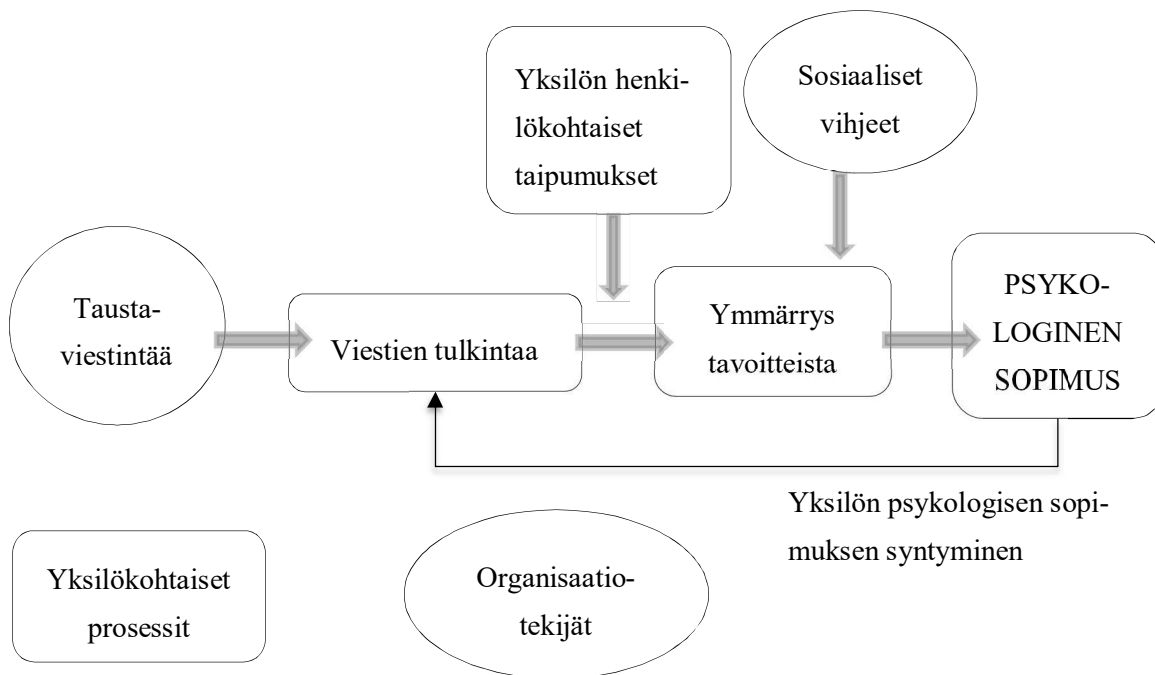 Yksilön henki-
lökohtaiset
taipumukset
Sosiaaliset
vihjeet
Tausta-
viestintää
Viestien tulkintaa
Ymmärrys
tavoitteista
PSYKO-
LOGINEN
SOPIMUS
Yksilön psykologisen sopi-
muksen syntyminen
Yksilökohtaiset
prosessit
Organisaatio-
tekijät